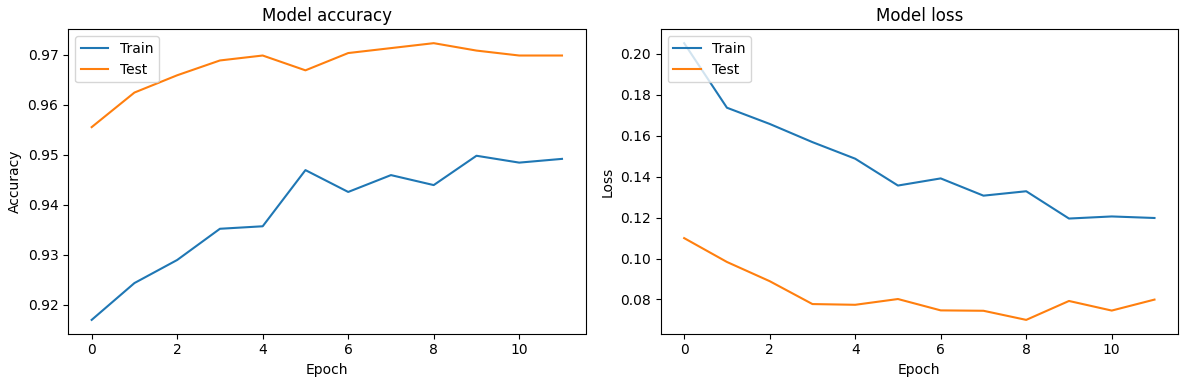 Model accuracy
Train
Test
0.97
0.96
0.95
0.94
0.93
0.92
Accuracy
0 2 4 6 8 10
Epoch
Model loss
Train
Test
0.20
0.18
0.16
0.14
0.12
0.10
0.08
Loss
0 2 4 6 8 10
Epoch